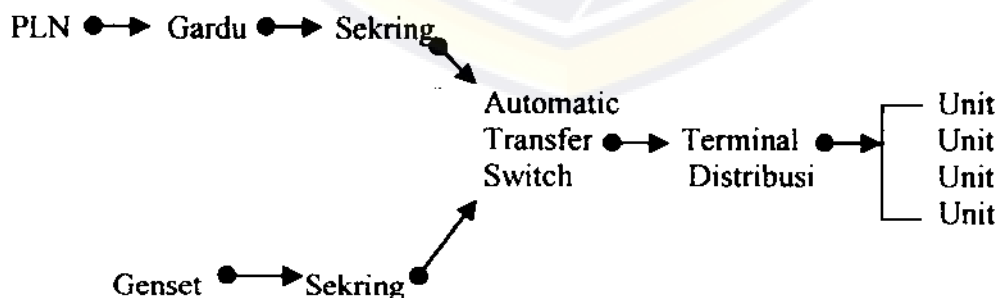 PLN Gardu Sekring
Automatic
Transfer
Switch
Terminal
Distribusi
Unit
Unit
Unit
Unit
Genset Sekring